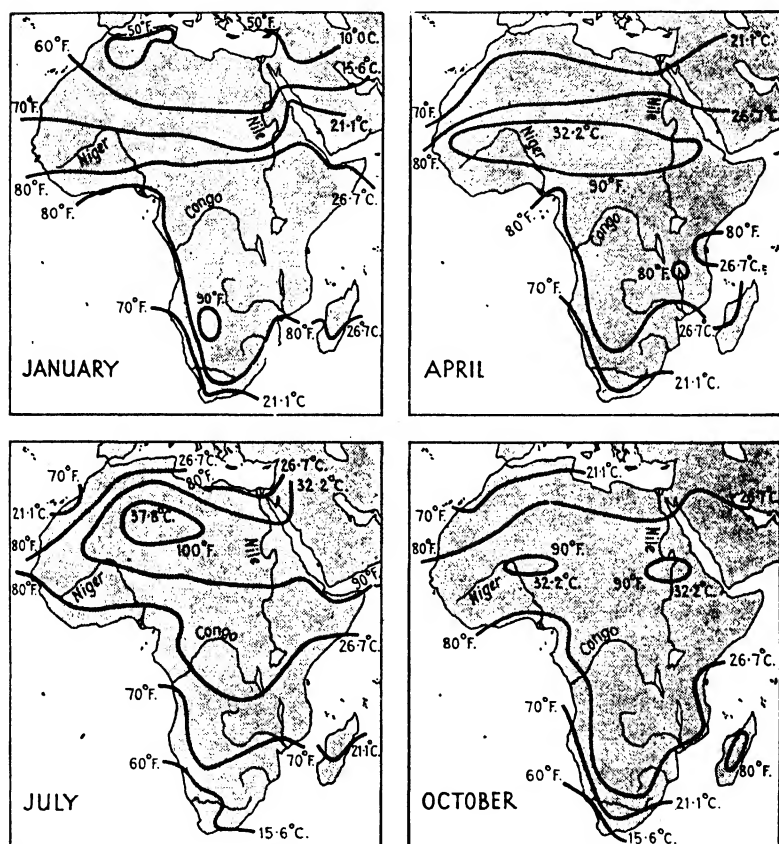 50°F.
50°F.
60°F.
10°0C.
15·6°C.
70°F.
Nile
21·1°C.
Niger
80°F.
80°F.
26·7°C.
Congo
90°F.
70°F.
80°F.
26·7C.
JANUARY
21·1°C
21·1°C.
70°F.
Nile
26·7°C.
32·2°C.
80°F.
Niger
90°F.
80°F.
Congo
80°F.
80°F.
26·7°C.
70°F.
26·7°C.
APRIL
21·1°C.
26·7°C.
70°F.
80°F.
26·7°C.
32·2°C.
21·1°C.
37·8°C.
100°F.
Nile
80°F.
80°F.
90°F.
Niger
Congo
26·7°C.
70°F.
70°F.
21·1°C.
60°F.
JULY
15·6°C.
21·1°C.
26·7°C.
70°F.
80°F.
Nile
90°F.
32·2°C.
90°F.
32·2°C.
Niger
80°F.
Congo
26·7°C.
70°F.
60°F.
80°F.
OCTOBER
21·1°C.
15·6°C.